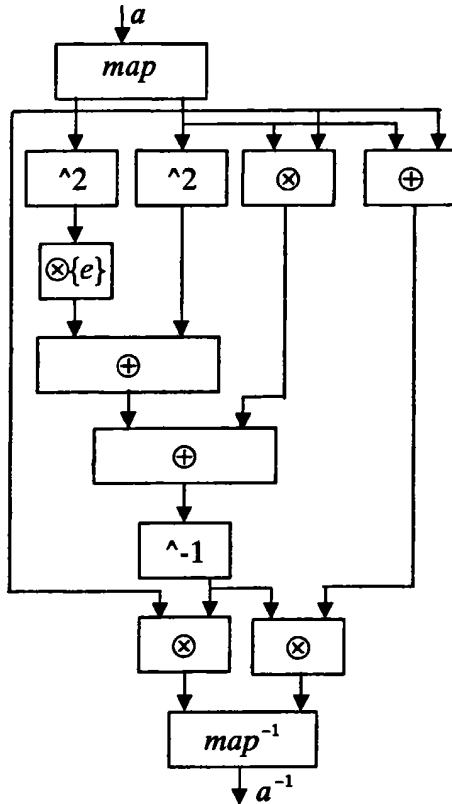 a
map
^2 ^2 ⊗ ⊕
⊗{e}
⊕
⊕
^-1
⊗ ⊗
map⁻¹
a⁻¹